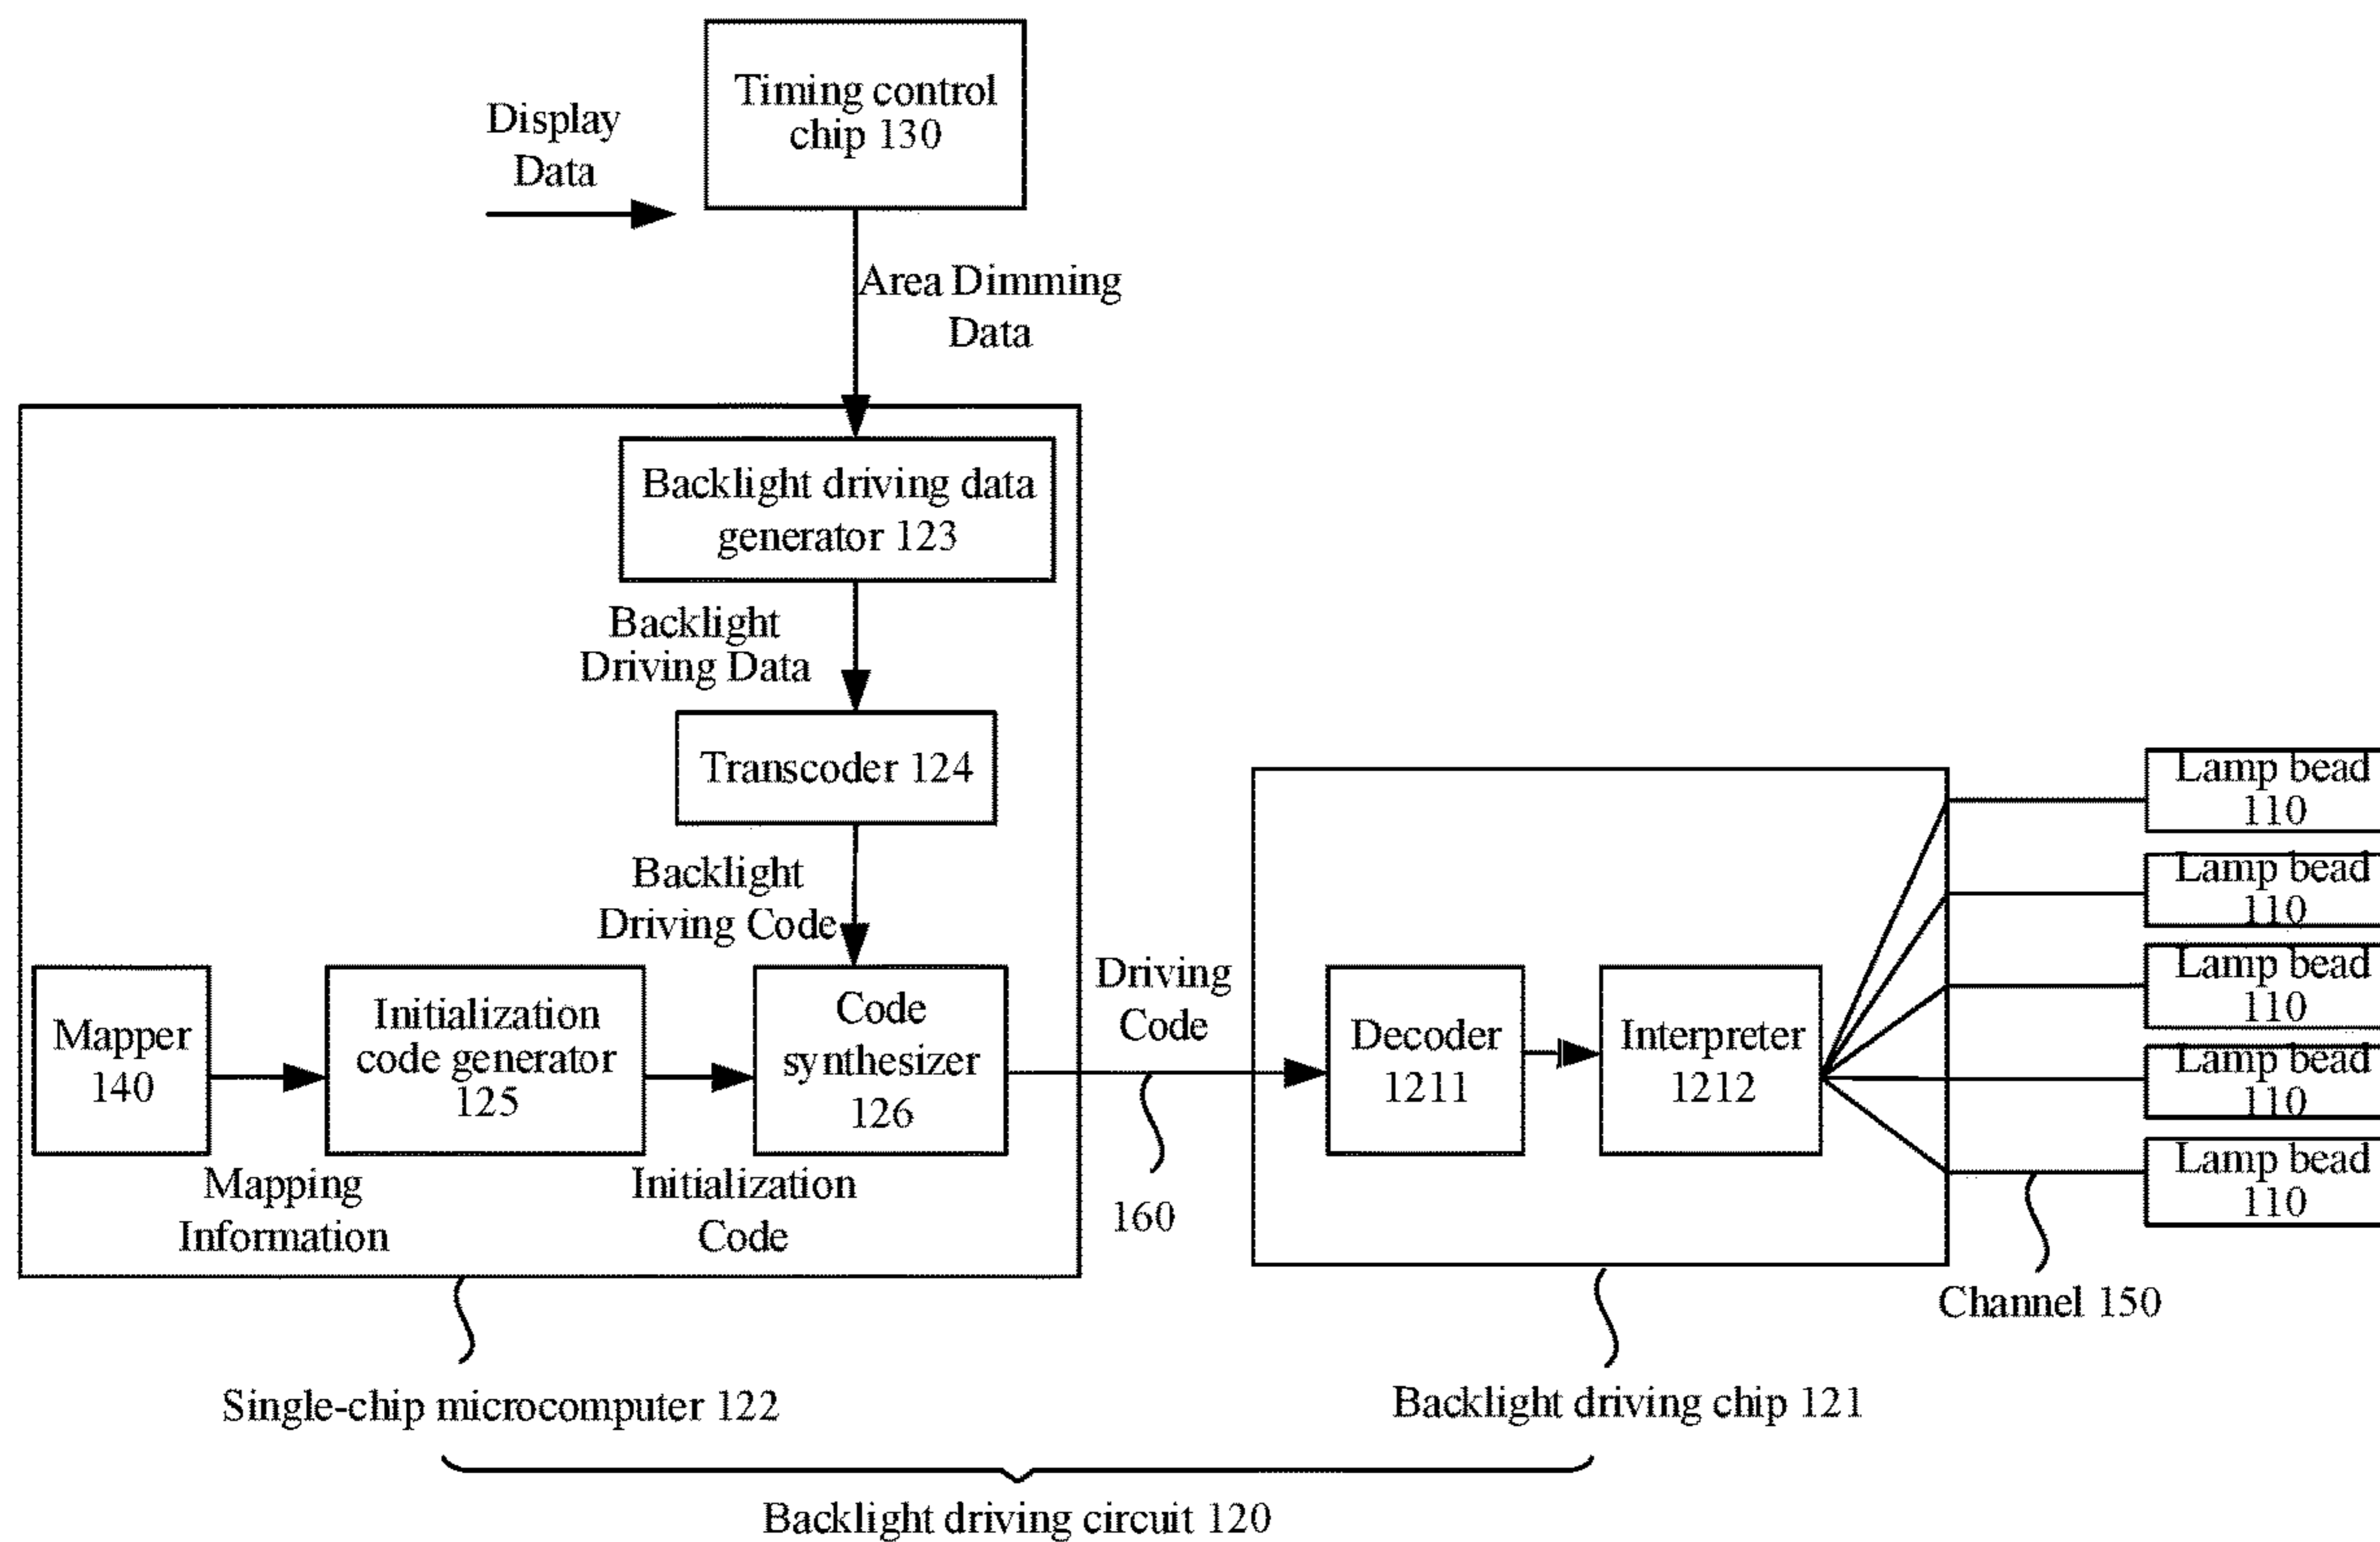 Timing control
chip 130
Display
Data
Area Dimming
Data
Backlight driving data
generator 123
Backlight
Driving Data
Transcoder 124
Backlight
Driving Code
Mapper
140
Initialization
code generator
125
Code
synthesizer
126
Mapping
Information
Initialization
Code
Driving
Code
160
Decoder
1211
Interpreter
1212
Lamp bead
110
Lamp bead
110
Lamp bead
110
Lamp bead
110
Lamp bead
110
Channel 150
Single-chip microcomputer 122
Backlight driving chip 121
Backlight driving circuit 120